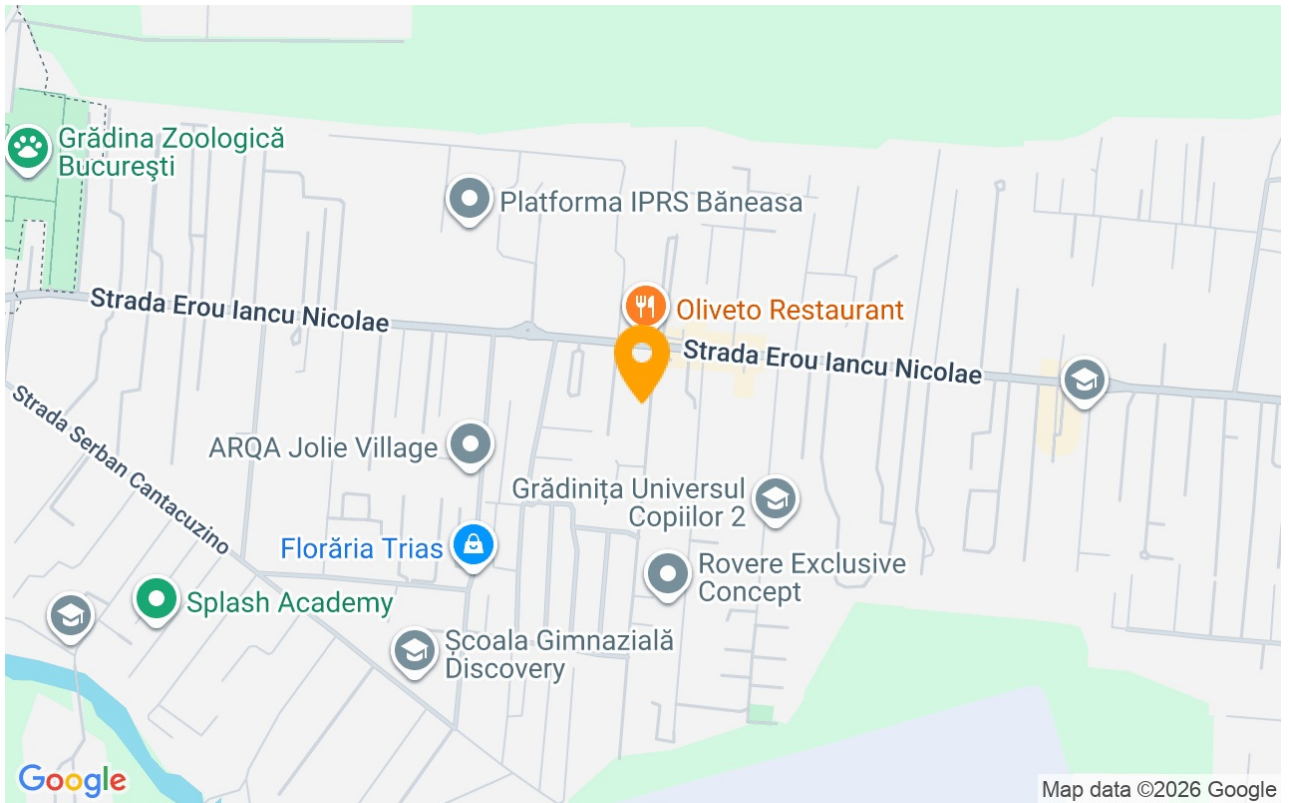 Grădina Zoologică
Bucureşti
Platforma IPRS Băneasa
Strada Erou Iancu Nicolae
Oliveto Restaurant
Strada Erou Iancu Nicolae
Strada Serban Cantacuzino
ARQA Jolie Village
Grădinița Universul
Copiilor 2
Florăria Trias
Rovere Exclusive
Concept
Splash Academy
Școala Gimnazială
Discovery
Google
Map data ©2026 Google